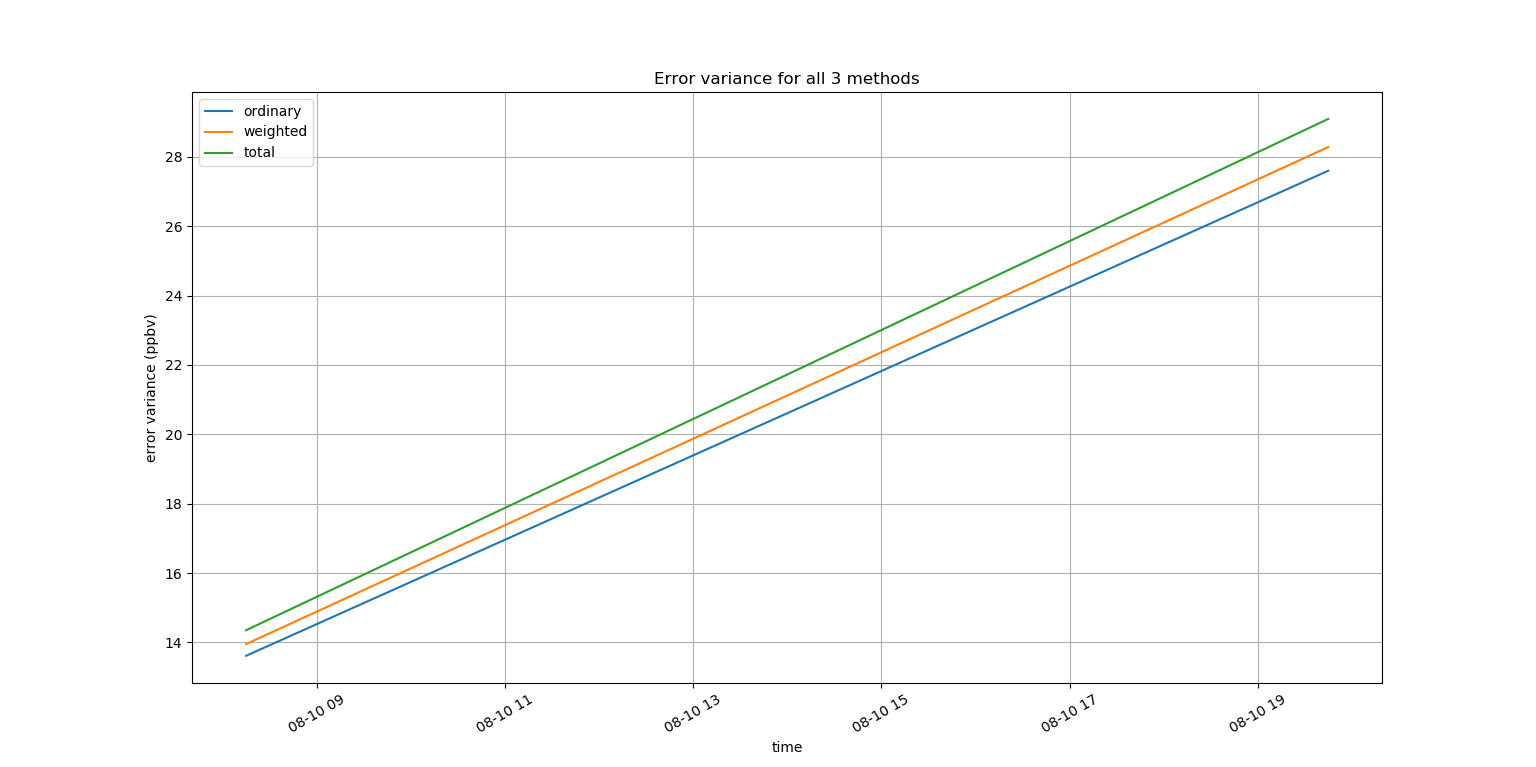 Error variance for all 3 methods
ordinary
weighted
total
28
26
24
22
20
18
16
14
error variance (ppbv)
08-10 09
08-10 11
08-10 13
08-10 15
08-10 17
08-10 19
time